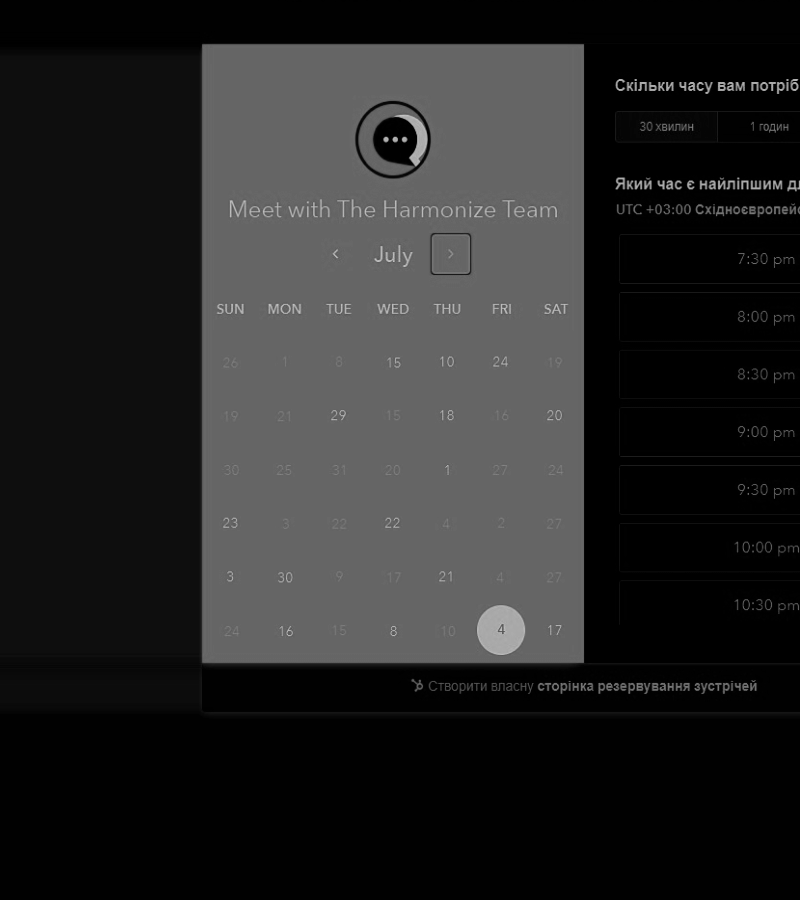 Meet with The Harmonize Team
July
SUN MON TUE WED THU FRI SAT
26 1 8 15 10 24 19
19 21 29 15 18 16 20
30 25 31 20 1 27 24
23 3 22 22 4 2 27
3 30 9 17 21 4 27
24 16 15 8 10 4 17
Скільки часу вам потріб
30 хвилин 1 годин
Який час є найліпшим д
UTC +03:00 Східноєвропейс
7:30 pm
8:00 pm
8:30 pm
9:00 pm
9:30 pm
10:00 pm
10:30 pm
Створити власну сторінка резервування зустрічей